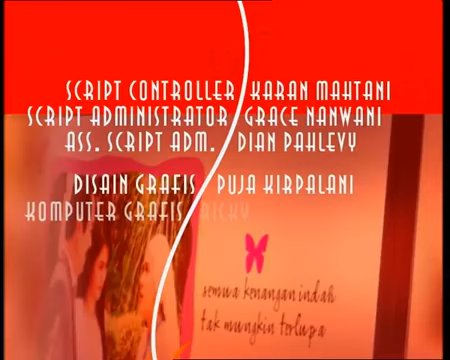 SCRIPT CONTROLLER KARAN MAHTANI
SCRIPT ADMINISTRATOR GRACE NANWANI
ASS. SCRIPT ADM. DIAN PAHLEVY
DISAIN GRAFIS PUJA KIRPALANI
KOMPUTER GRAFIS RICKY
semua kenangan indah
tak mungkin terlupa